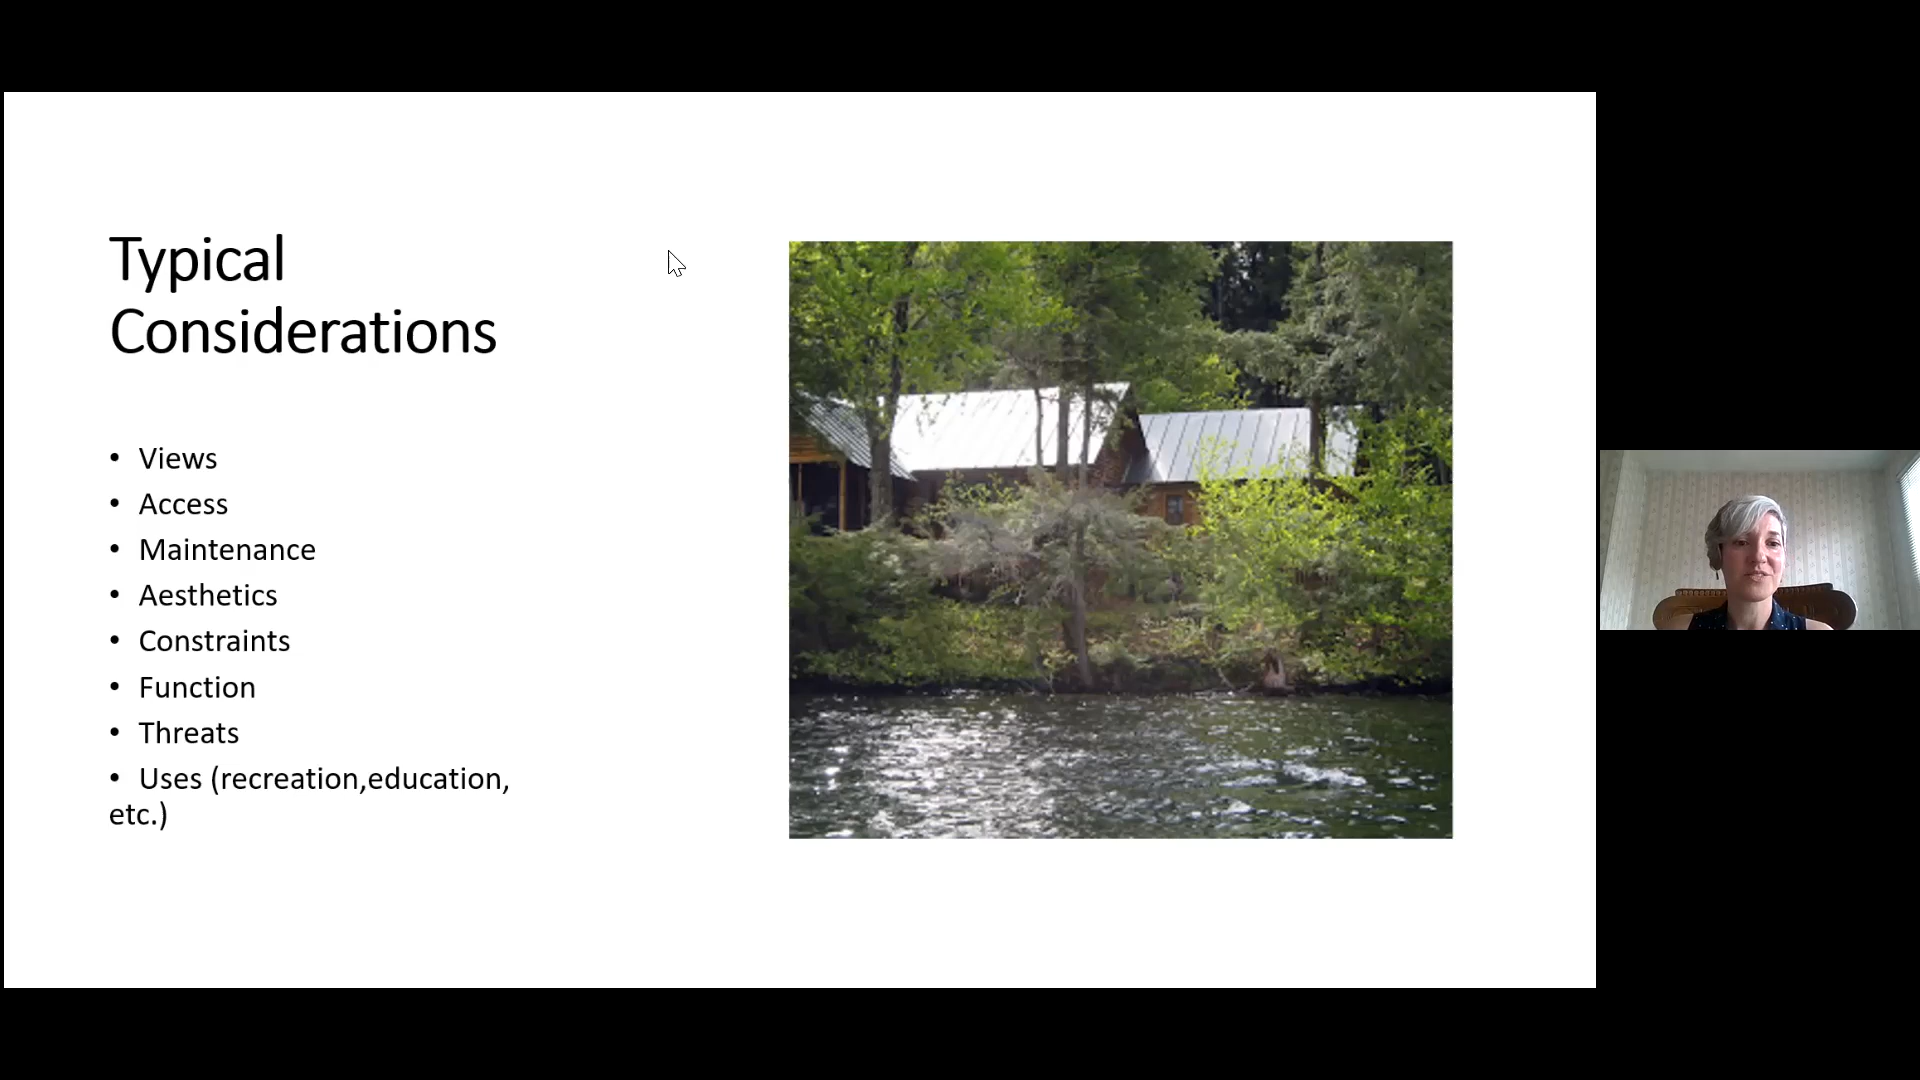 Typical
Considerations
• Views
• Access
• Maintenance
• Aesthetics
• Constraints
• Function
• Threats
• Uses (recreation,education,
etc.)